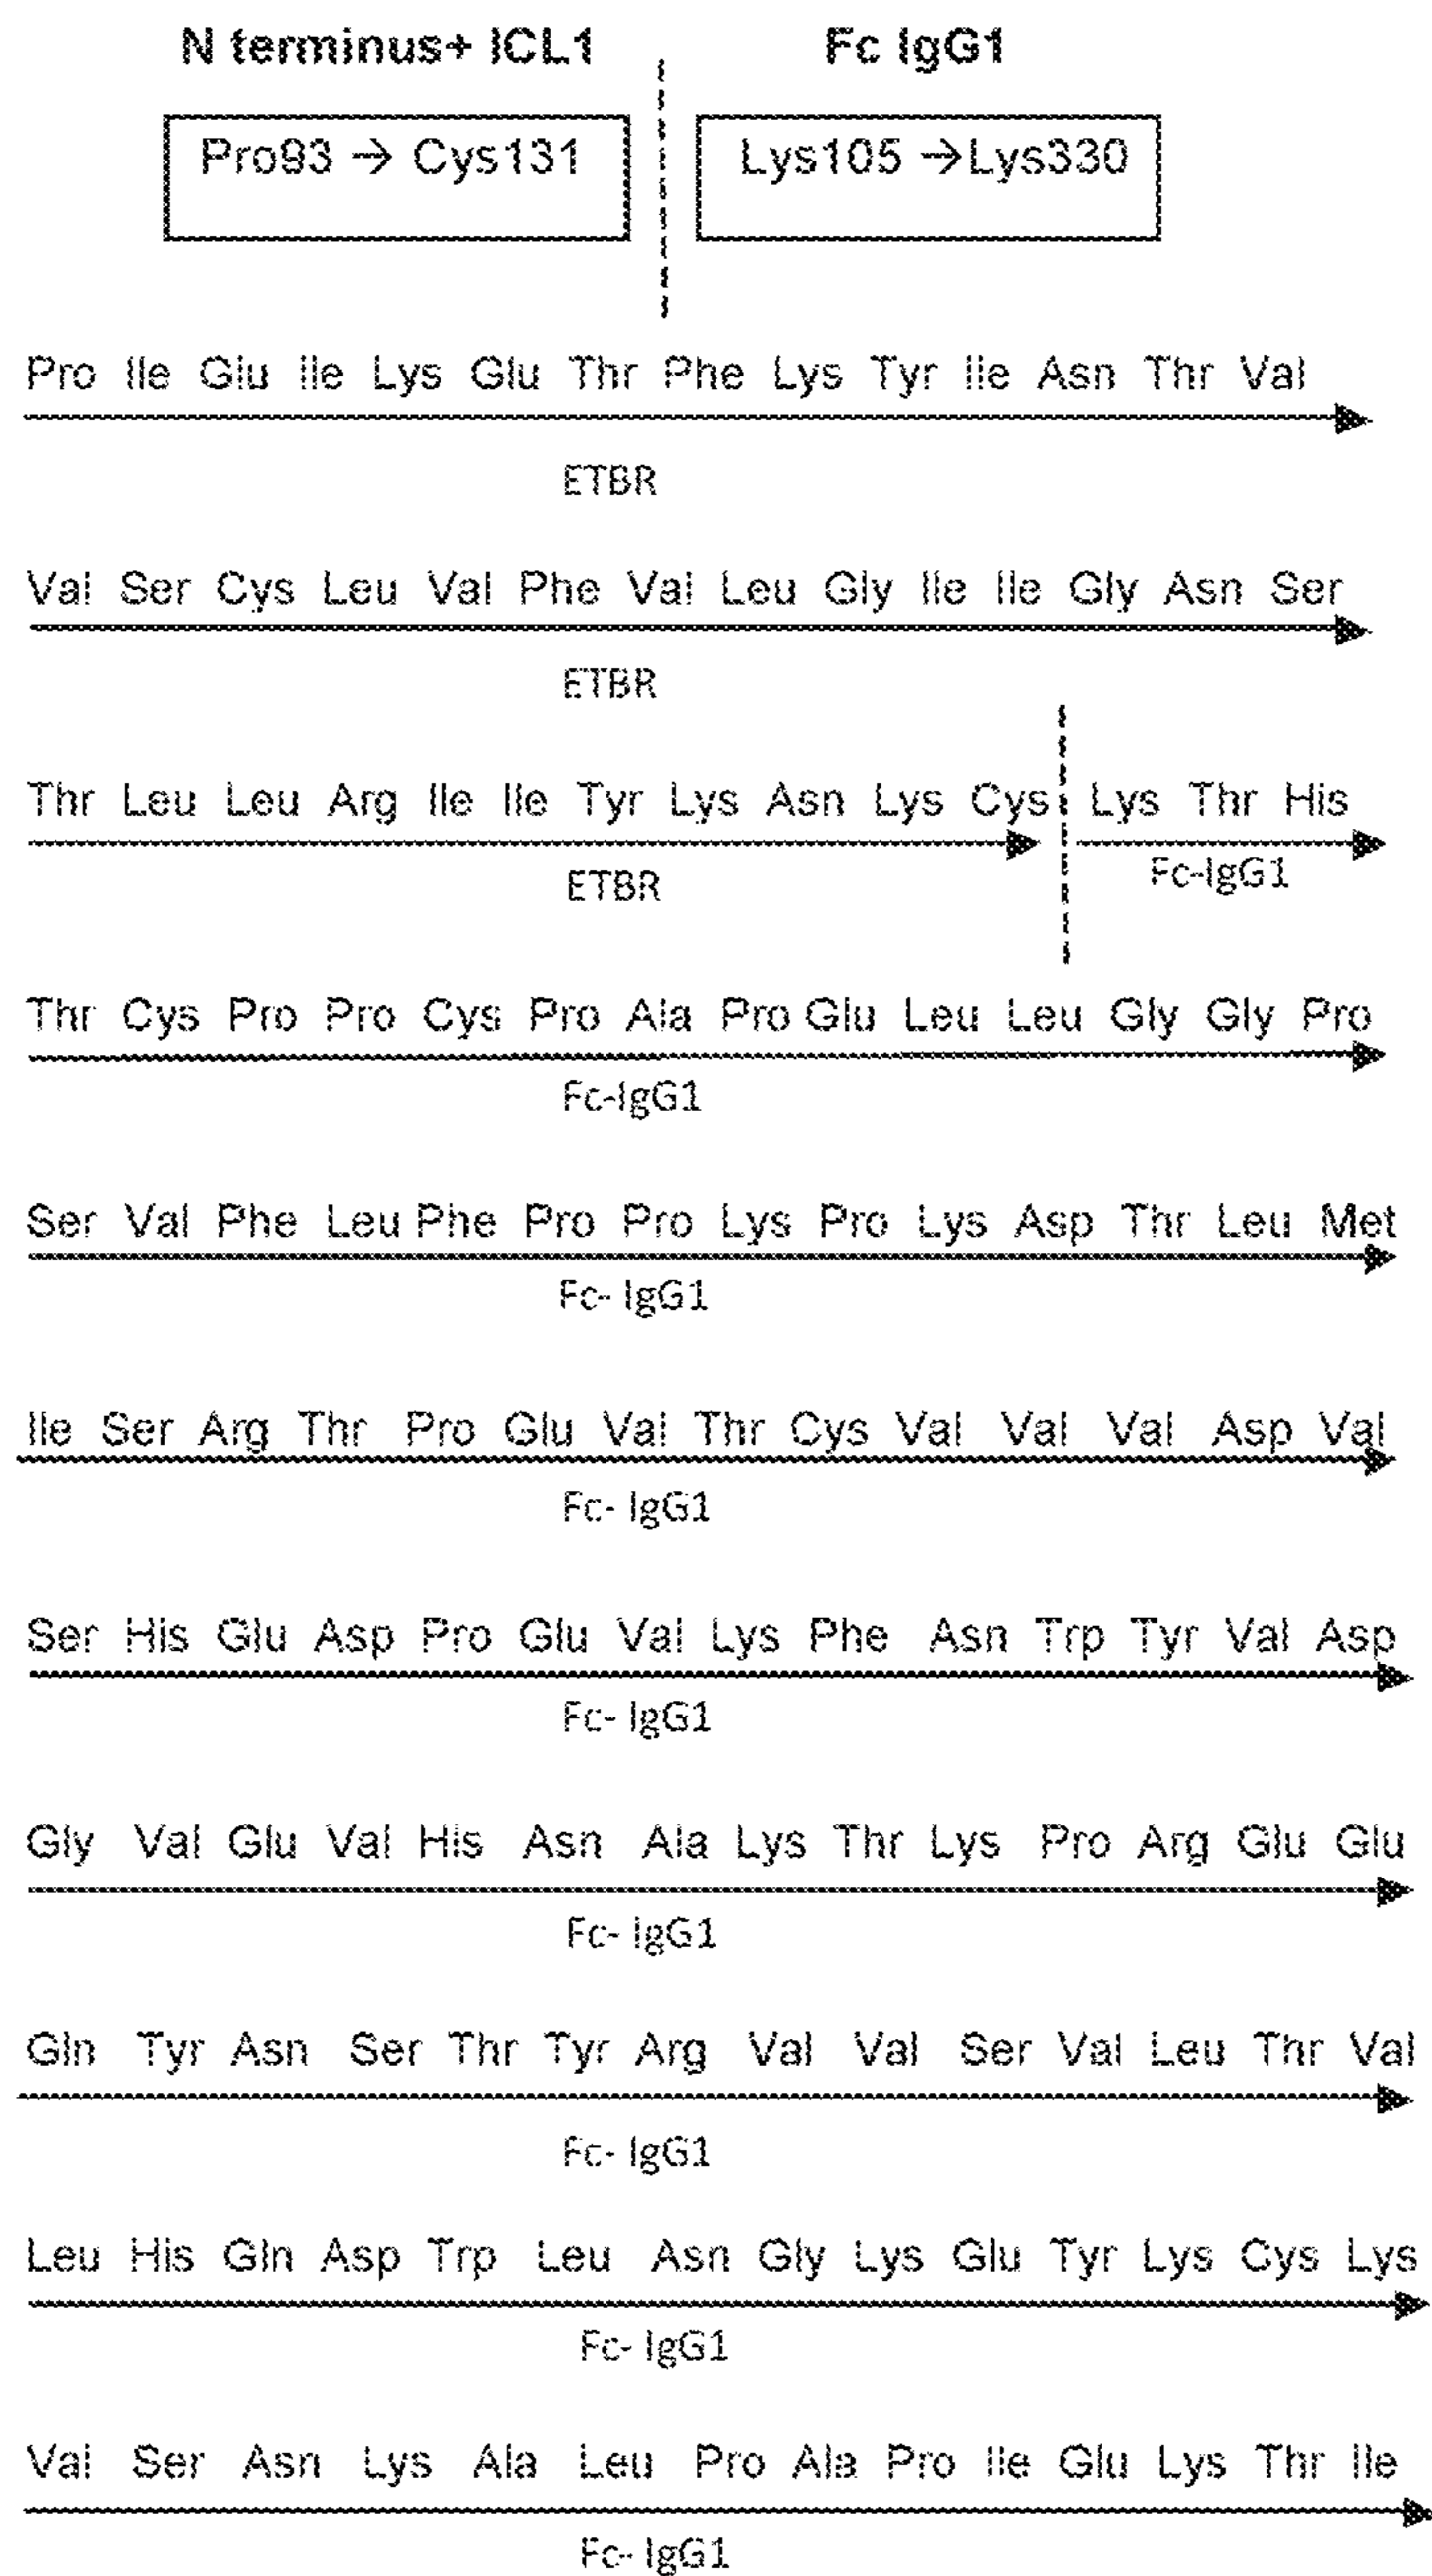 N terminus+ ICL1 Fc IgG1
Pro93 → Cys131 Lys105 →Lys330
Pro Ile Glu Ile Lys Glu Thr Phe Lys Tyr Ile Asn Thr Val
ETBR
Val Ser Cys Leu Val Phe Val Leu Gly Ile Ile Gly Asn Ser
ETBR
Thr Leu Leu Arg Ile Ile Tyr Lys Asn Lys Cys Lys Thr His
ETBR Fc-IgG1
Thr Cys Pro Pro Cys Pro Ala Pro Glu Leu Leu Gly Gly Pro
Fc-IgG1
Ser Val Phe Leu Phe Pro Pro Lys Pro Lys Asp Thr Leu Met
Fc- IgG1
Ile Ser Arg Thr Pro Glu Val Thr Cys Val Val Val Asp Val
Fc- IgG1
Ser His Glu Asp Pro Glu Val Lys Phe Asn Trp Tyr Val Asp
Fc- IgG1
Gly Val Glu Val His Asn Ala Lys Thr Lys Pro Arg Glu Glu
Fc- IgG1
Gln Tyr Asn Ser Thr Tyr Arg Val Val Ser Val Leu Thr Val
Fc- IgG1
Leu His Gln Asp Trp Leu Asn Gly Lys Glu Tyr Lys Cys Lys
Fc- IgG1
Val Ser Asn Lys Ala Leu Pro Ala Pro Ile Glu Lys Thr Ile
Fc- IgG1